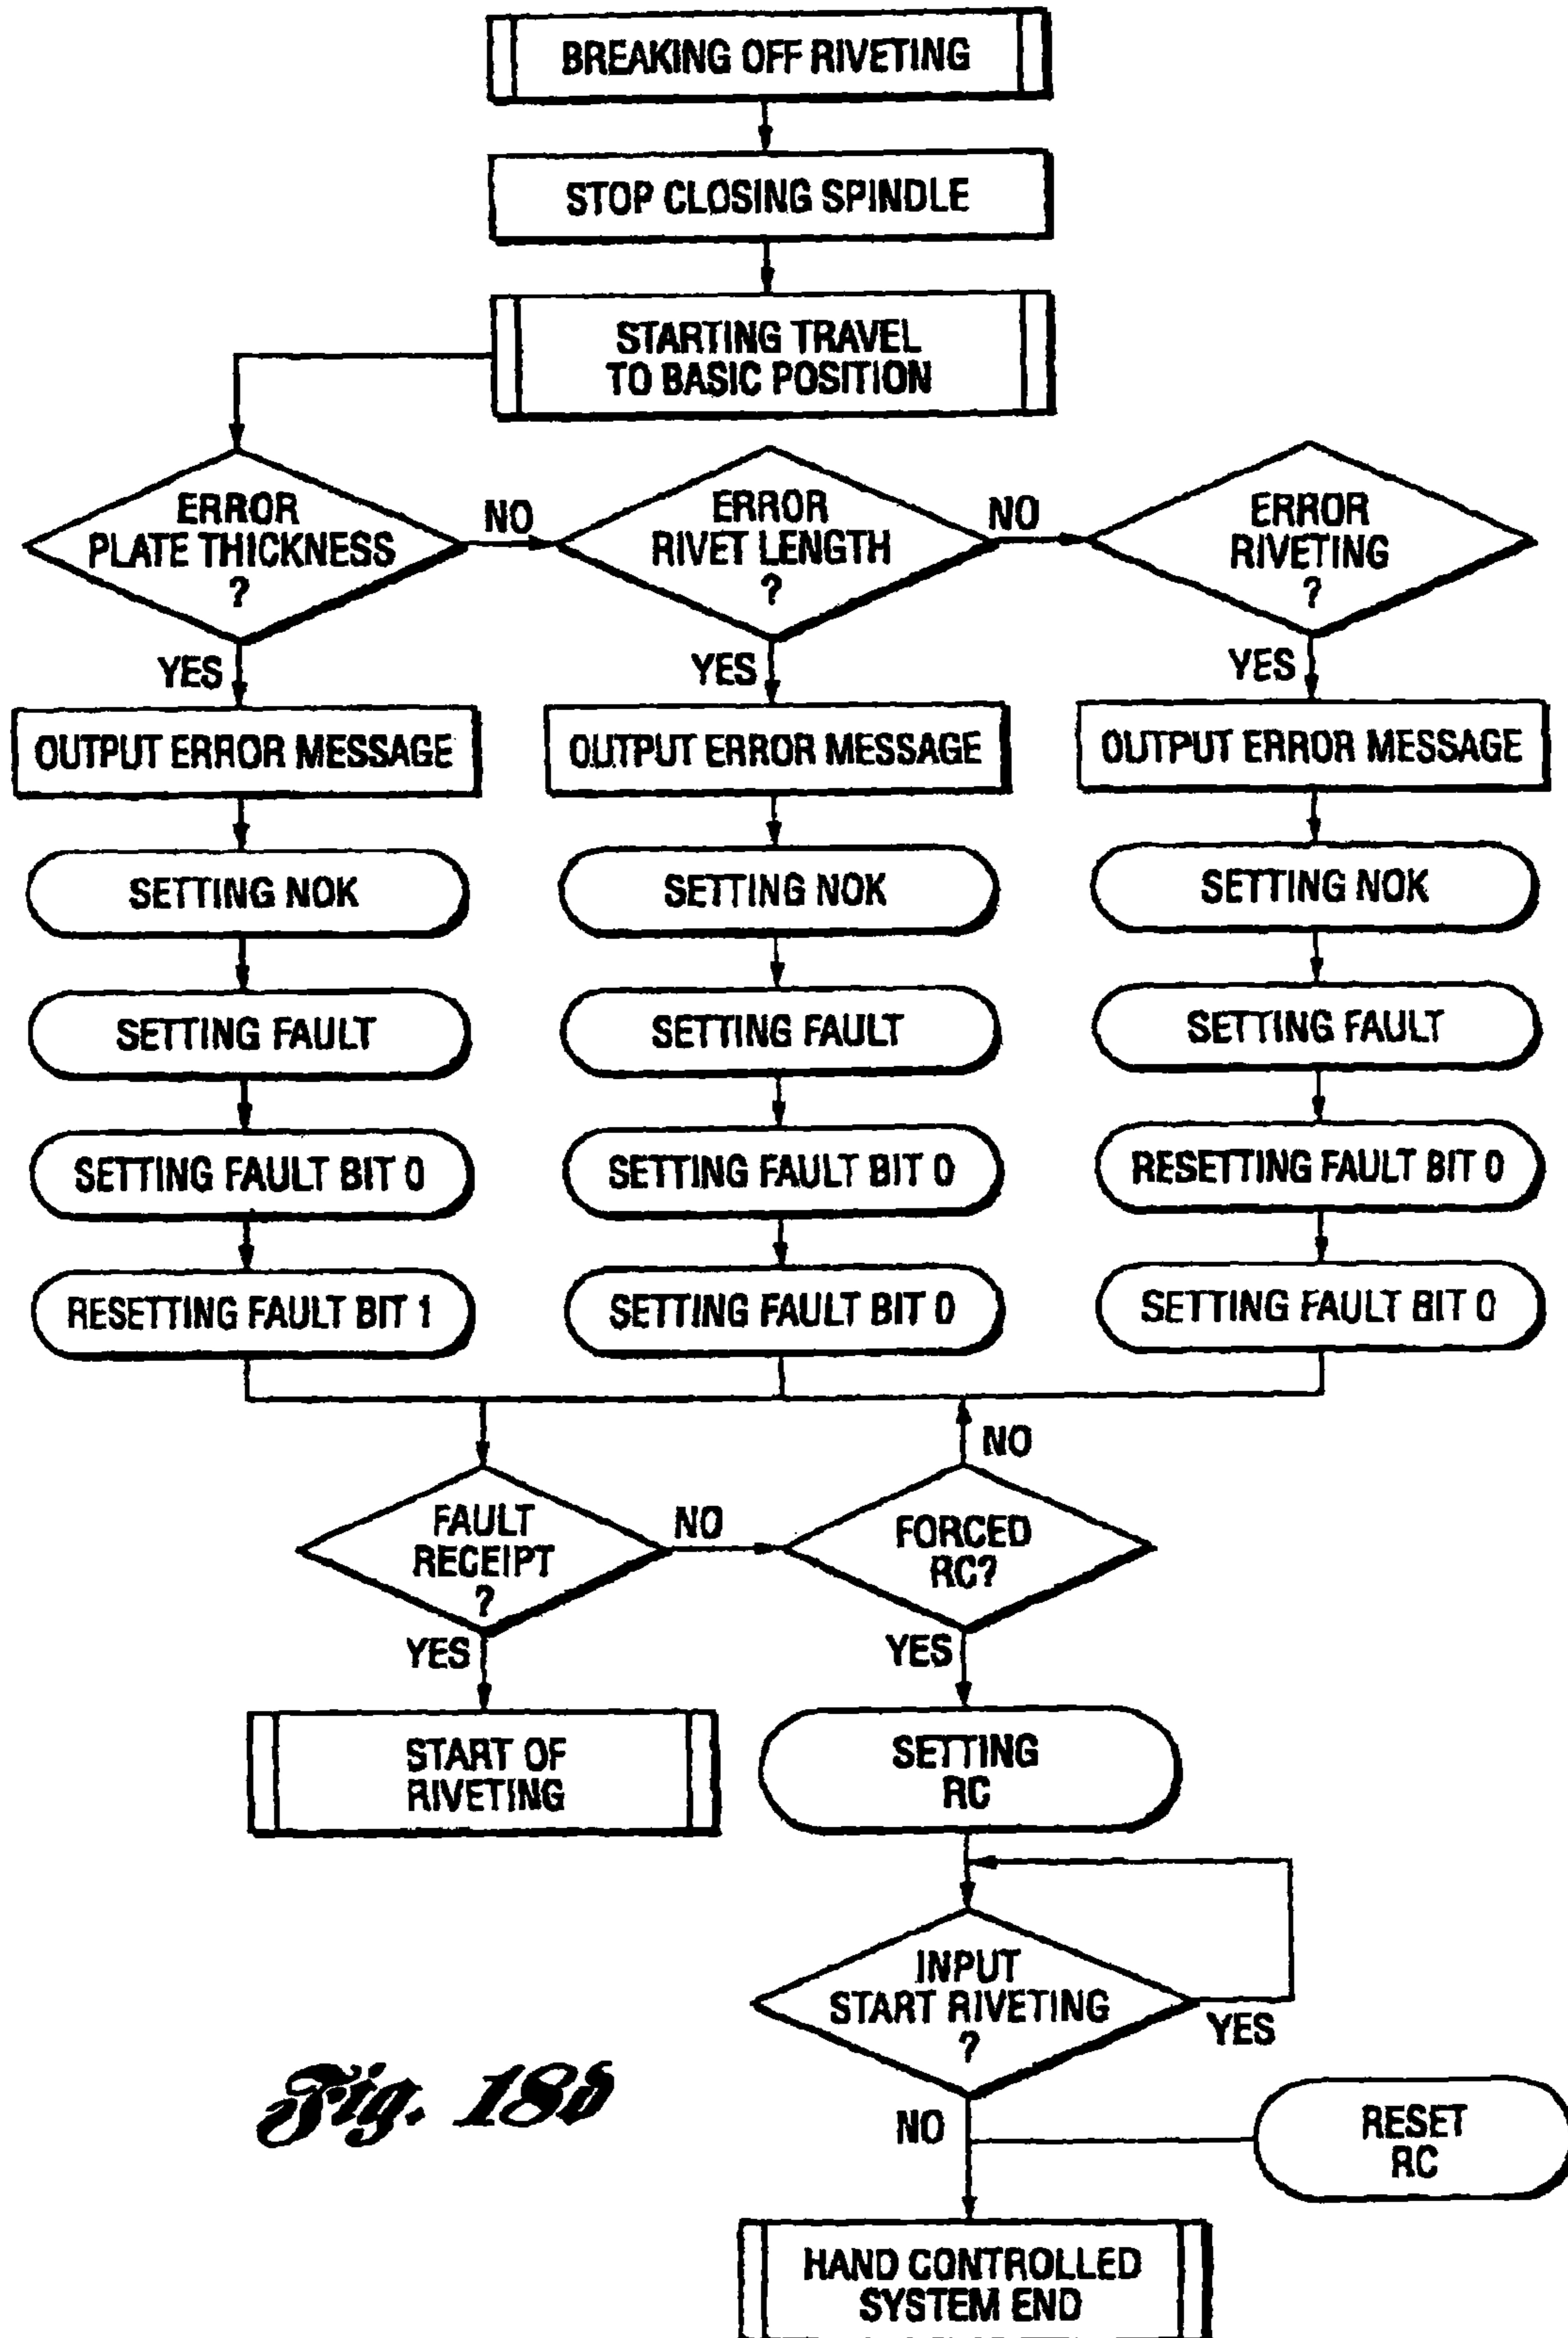 BREAKING OFF RIVETING
STOP CLOSING SPINDLE
STARTING TRAVEL
TO BASIC POSITION
ERROR
PLATE THICKNESS
?
NO
ERROR
RIVET LENGTH
?
NO
ERROR
RIVETING
?
YES
YES
YES
OUTPUT ERROR MESSAGE
OUTPUT ERROR MESSAGE
OUTPUT ERROR MESSAGE
SETTING NOK
SETTING NOK
SETTING NOK
SETTING FAULT
SETTING FAULT
SETTING FAULT
SETTING FAULT BIT 0
SETTING FAULT BIT 0
RESETTING FAULT BIT 0
RESETTING FAULT BIT 1
SETTING FAULT BIT 0
SETTING FAULT BIT 0
NO
FAULT
RECEIPT
?
NO
FORCED
RC?
YES
YES
START OF
RIVETING
SETTING
RC
INPUT
START RIVETING
?
YES
Fig. 18d
NO
RESET
RC
HAND CONTROLLED
SYSTEM END